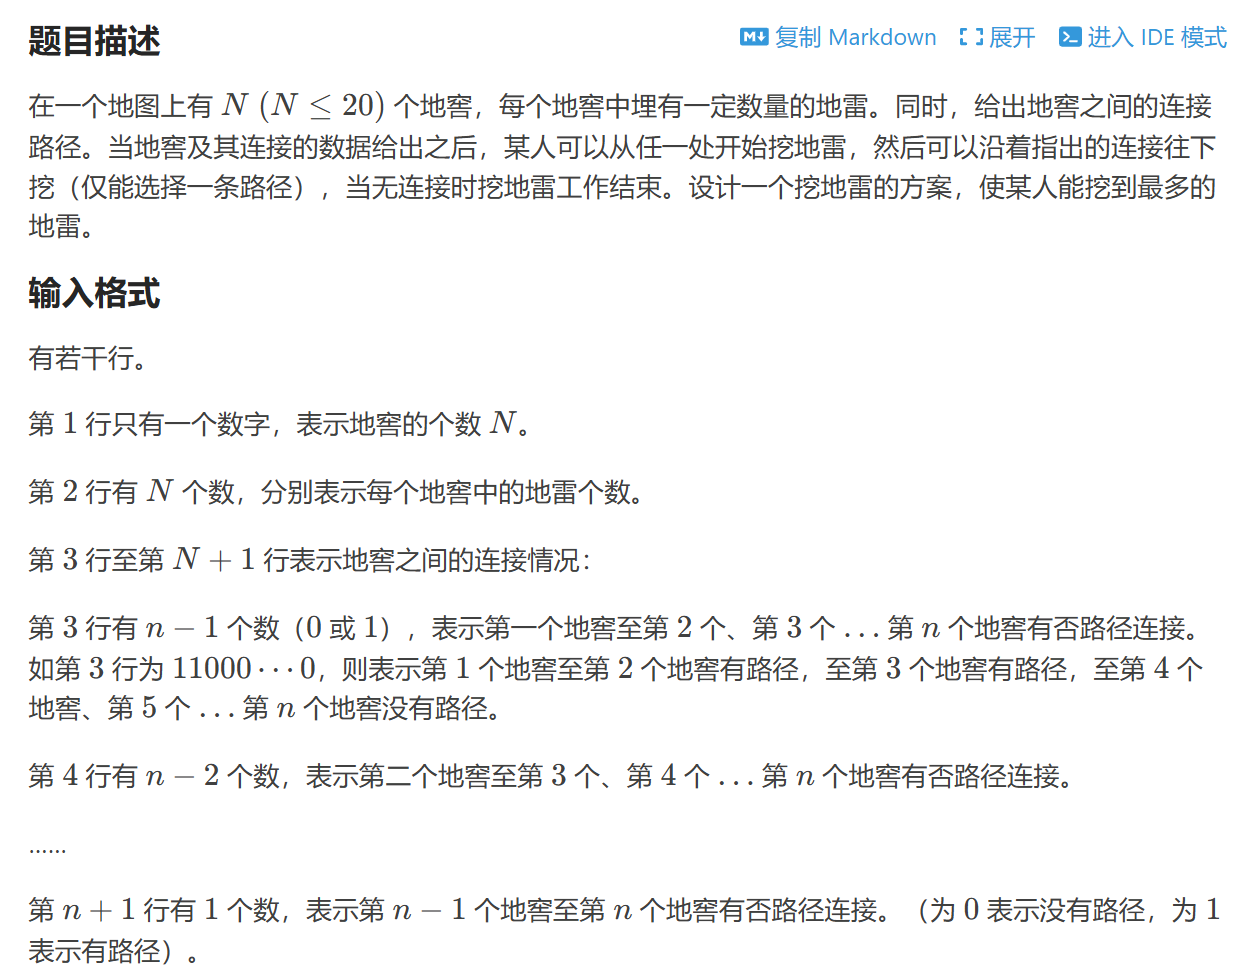 题目描述
复制 Markdown 展开 进入 IDE 模式
在一个地图上有 N (N ≤ 20) 个地窖，每个地窖中埋有一定数量的地雷。同时，给出地窖之间的连接
路径。当地窖及其连接的数据给出之后，某人可以从任一处开始挖地雷，然后可以沿着指出的连接往下
挖（仅能选择一条路径），当无连接时挖地雷工作结束。设计一个挖地雷的方案，使某人能挖到最多的
地雷。
输入格式
有若干行。
第 1 行只有一个数字，表示地窖的个数 N。
第 2 行有 N 个数，分别表示每个地窖中的地雷个数。
第 3 行至第 N + 1 行表示地窖之间的连接情况：
第 3 行有 n − 1 个数（0 或 1），表示第一个地窖至第 2 个、第 3 个 … 第 n 个地窖有否路径连接。
如第 3 行为 11000⋯0，则表示第 1 个地窖至第 2 个地窖有路径，至第 3 个地窖有路径，至第 4 个
地窖、第 5 个 … 第 n 个地窖没有路径。
第 4 行有 n − 2 个数，表示第二个地窖至第 3 个、第 4 个 … 第 n 个地窖有否路径连接。
……
第 n + 1 行有 1 个数，表示第 n − 1 个地窖至第 n 个地窖有否路径连接。（为 0 表示没有路径，为 1
表示有路径）。